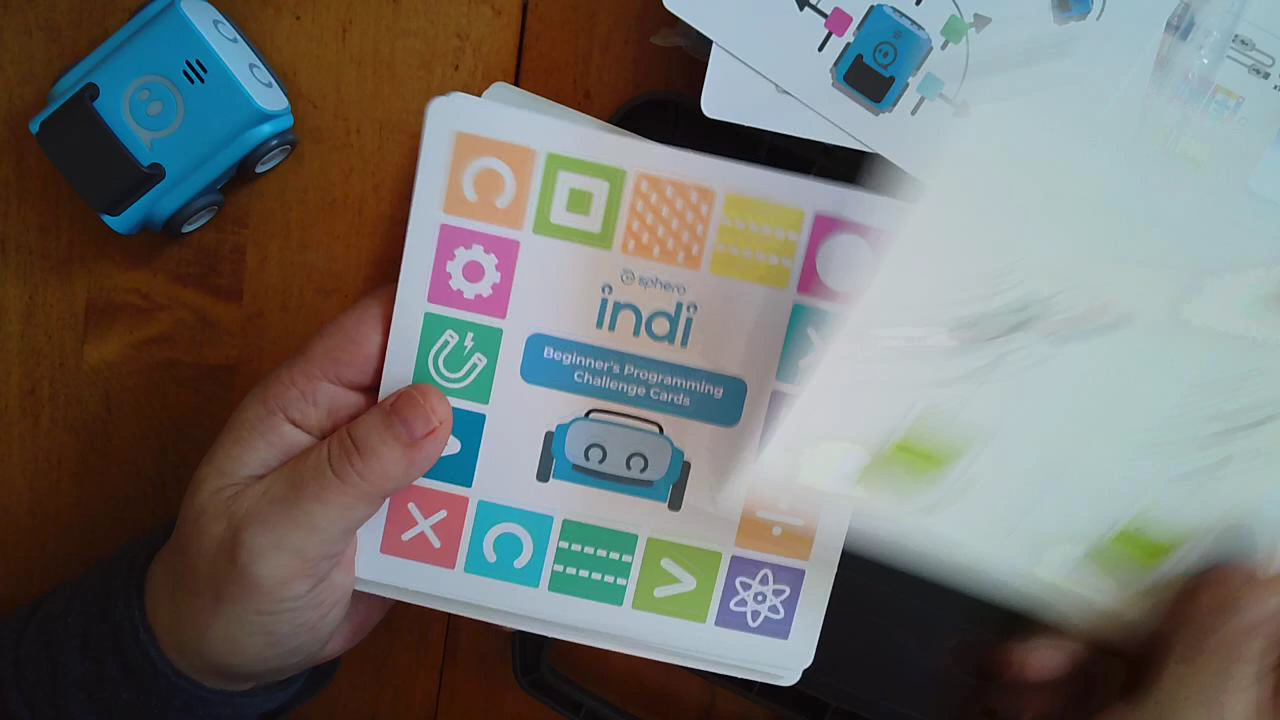 sphero
indi
Beginner's Programming
Challenge Cards